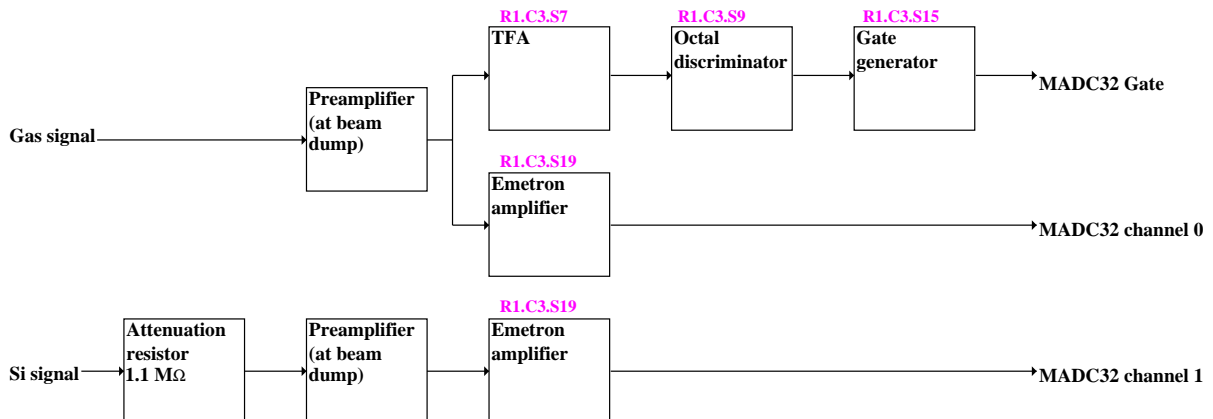 R1.C3.S7
TFA
R1.C3.S9
Octal
discriminator
R1.C3.S15
Gate
generator
MADC32 Gate
Gas signal
Preamplifier
(at beam
dump)
R1.C3.S19
Emetron
amplifier
MADC32 channel 0
Si signal
Attenuation
resistor
1.1 MΩ
Preamplifier
(at beam
dump)
R1.C3.S19
Emetron
amplifier
MADC32 channel 1